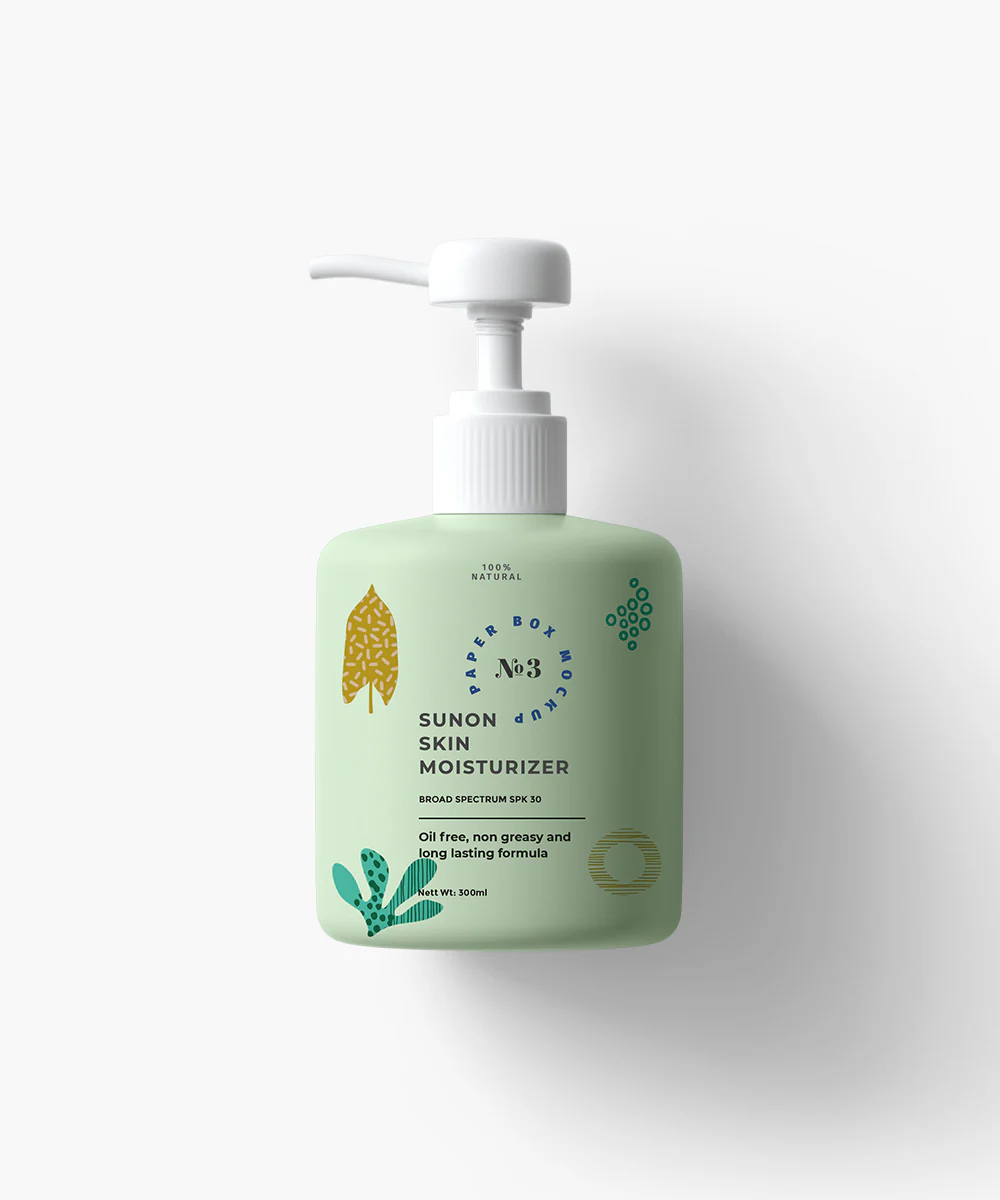 100%
NATURAL
PAPER BOX MOCKUP
№3
SUNON
SKIN
MOISTURIZER
BROAD SPECTRUM SPK 30
Oil free, non greasy and
long lasting formula
Nett Wt: 300ml